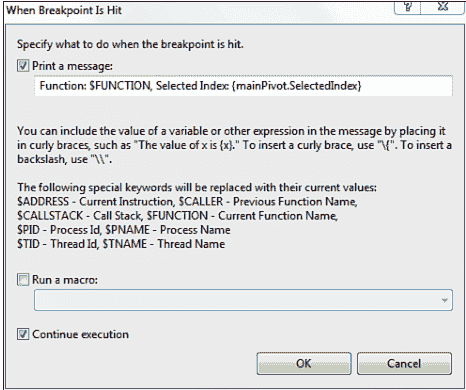 When Breakpoint Is Hit
Specify what to do when the breakpoint is hit.
Print a message:
Function: $FUNCTION, Selected Index: {mainPivot.SelectedIndex}
You can include the value of a variable or other expression in the message by placing it
in curly braces, such as "The value of x is {x}." To insert a curly brace, use "\{". To insert a
backslash, use "\\".
The following special keywords will be replaced with their current values:
$ADDRESS - Current Instruction, $CALLER - Previous Function Name,
$CALLSTACK - Call Stack, $FUNCTION - Current Function Name,
$PID - Process Id, $PNAME - Process Name
$TID - Thread Id, $TNAME - Thread Name
Run a macro:
Continue execution
OK Cancel